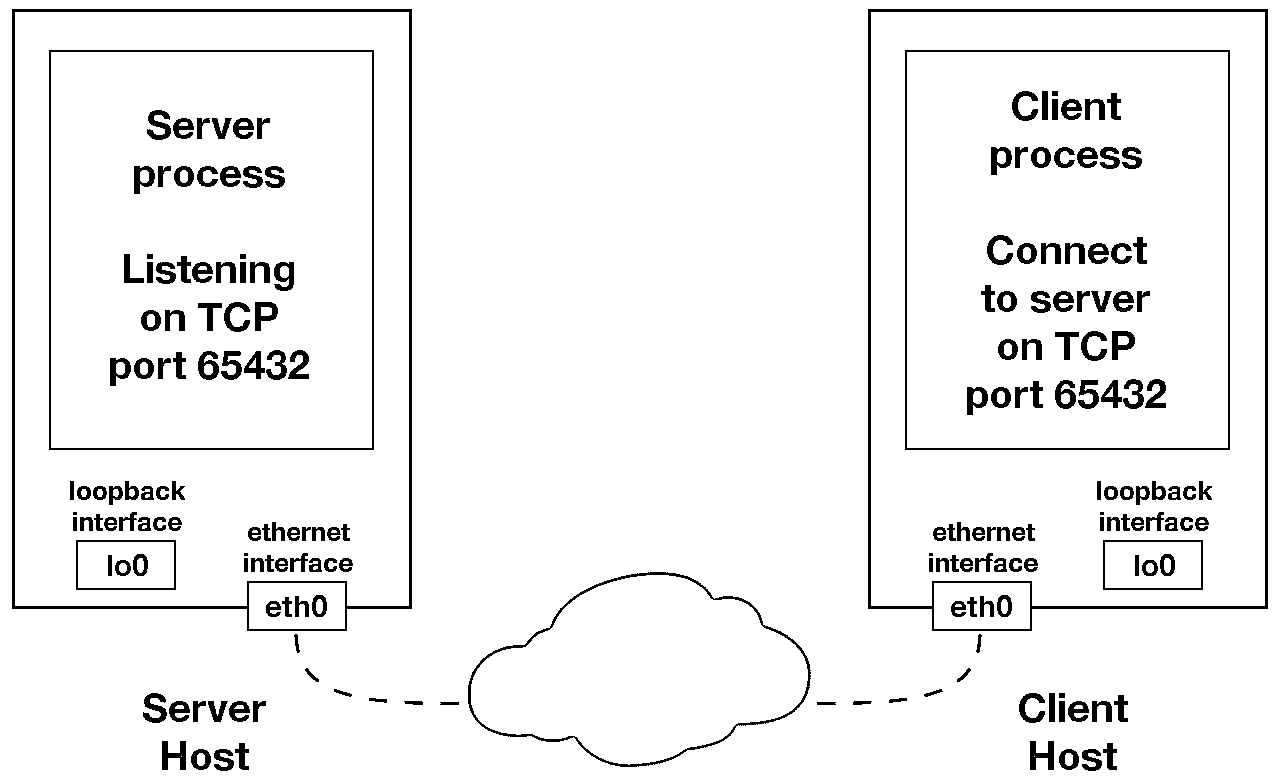 Server
process
Listening
on TCP
port 65432
loopback
interface
lo0
ethernet
interface
eth0
Server
Host
Client
process
Connect
to server
on TCP
port 65432
ethernet
interface
eth0
loopback
interface
lo0
Client
Host